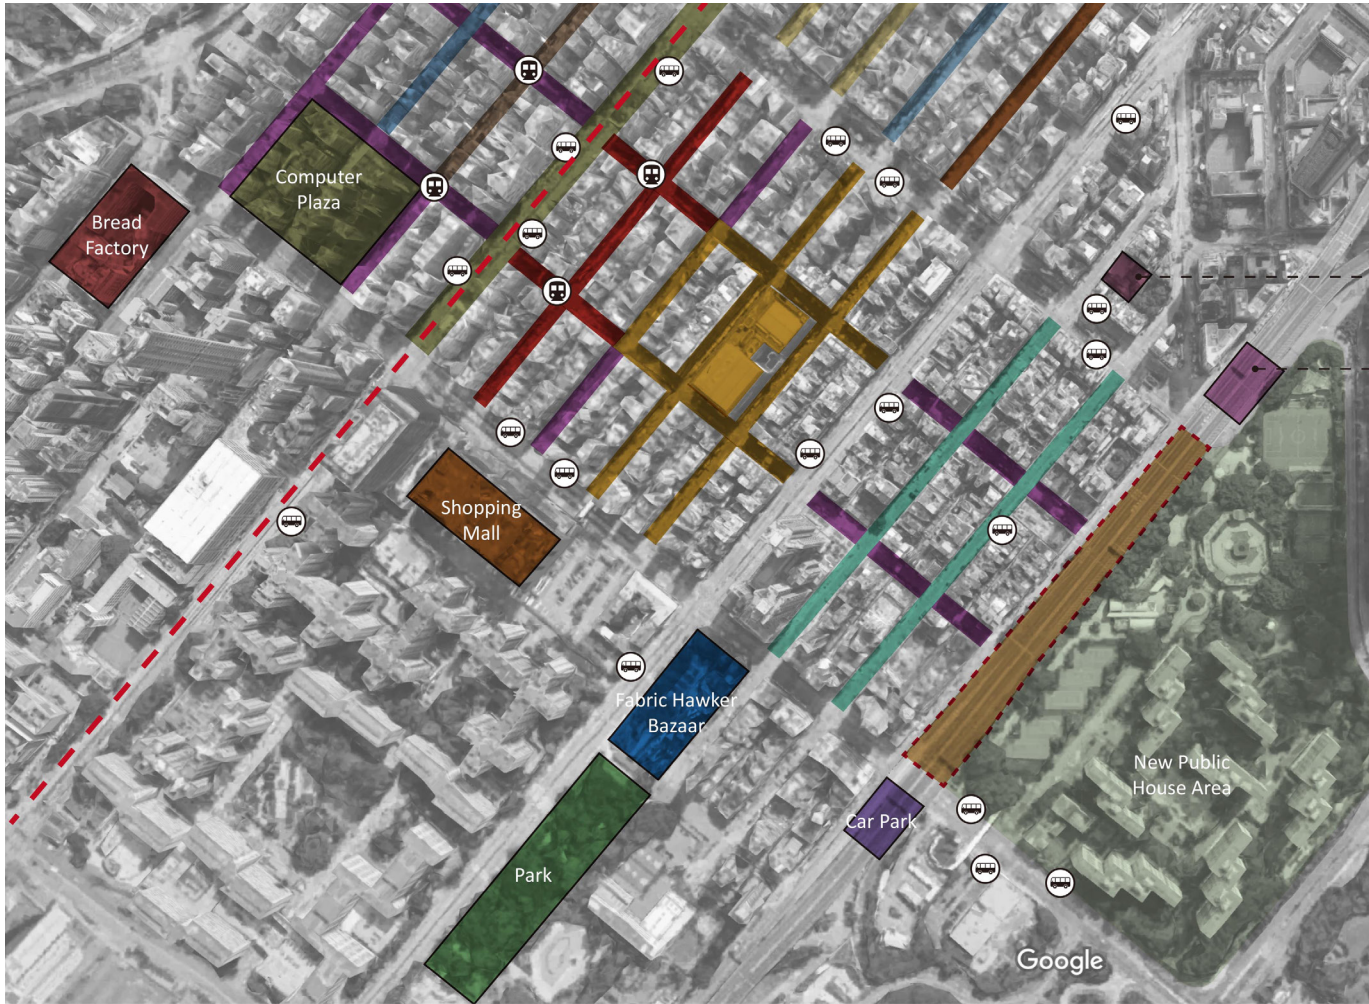 Computer
Plaza
Bread
Factory
Shopping
Mall
Fabric Hawker
Bazaar
New Public
House Area
Car Park
Park
Google